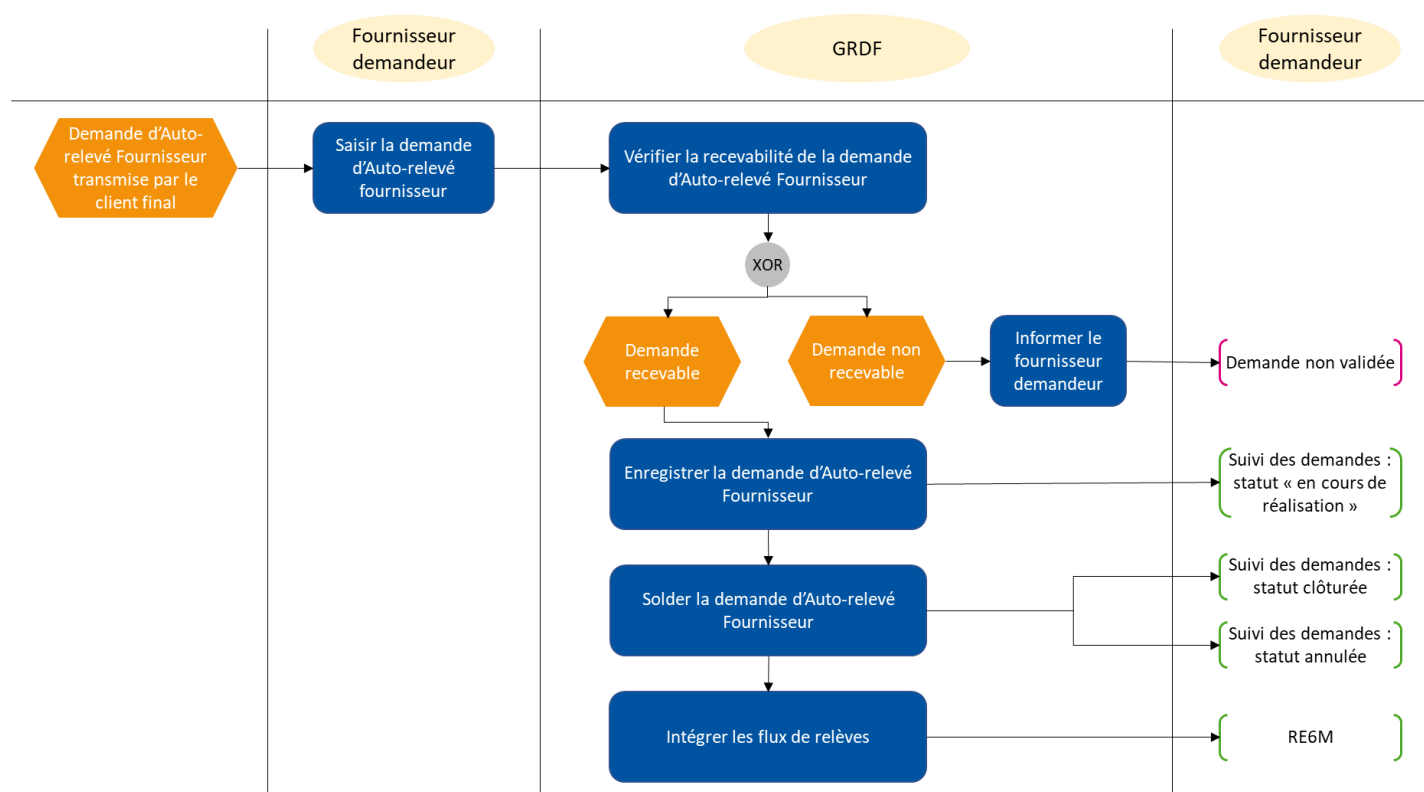 Fournisseur
demandeur
GRDF
Fournisseur
demandeur
Demande d’Auto-
relevé Fournisseur
transmise par le
client final
Saisir la demande
d’Auto-relevé
fournisseur
Vérifier la recevabilité de la demande
d’Auto-relevé Fournisseur
XOR
Demande
recevable
Demande non
recevable
Informer le
fournisseur
demandeur
Demande non validée
Enregistrer la demande d’Auto-relevé
Fournisseur
Suivi des demandes :
statut « en cours de
réalisation »
Solder la demande d’Auto-relevé
Fournisseur
Suivi des demandes :
statut clôturée
Suivi des demandes :
statut annulée
Intégrer les flux de relèves
RE6M